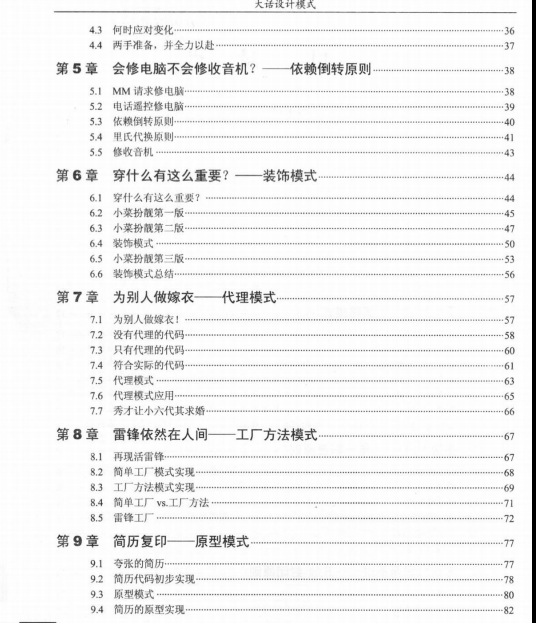 大话设计模式
4.3 何时应对变化 36
4.4 两手准备，并全力以赴 37
第 5 章 会修电脑不会修收音机？——依赖倒转原则 38
5.1 MM 请求修电脑 38
5.2 电话遥控修电脑 39
5.3 依赖倒转原则 40
5.4 里氏代换原则 41
5.5 修收音机 43
第 6 章 穿什么有这么重要？——装饰模式 44
6.1 穿什么有这么重要？ 44
6.2 小菜扮靓第一版 45
6.3 小菜扮靓第二版 47
6.4 装饰模式 50
6.5 小菜扮靓第三版 53
6.6 装饰模式总结 56
第 7 章 为别人做嫁衣——代理模式 57
7.1 为别人做嫁衣！ 57
7.2 没有代理的代码 58
7.3 只有代理的代码 60
7.4 符合实际的代码 61
7.5 代理模式 63
7.6 代理模式应用 65
7.7 秀才让小六代其求婚 66
第 8 章 雷锋依然在人间——工厂方法模式 67
8.1 再现活雷锋 67
8.2 简单工厂模式实现 68
8.3 工厂方法模式实现 69
8.4 简单工厂 vs.工厂方法 71
8.5 雷锋工厂 72
第 9 章 简历复印——原型模式 77
9.1 夸张的简历 77
9.2 简历代码初步实现 78
9.3 原型模式 80
9.4 简历的原型实现 82